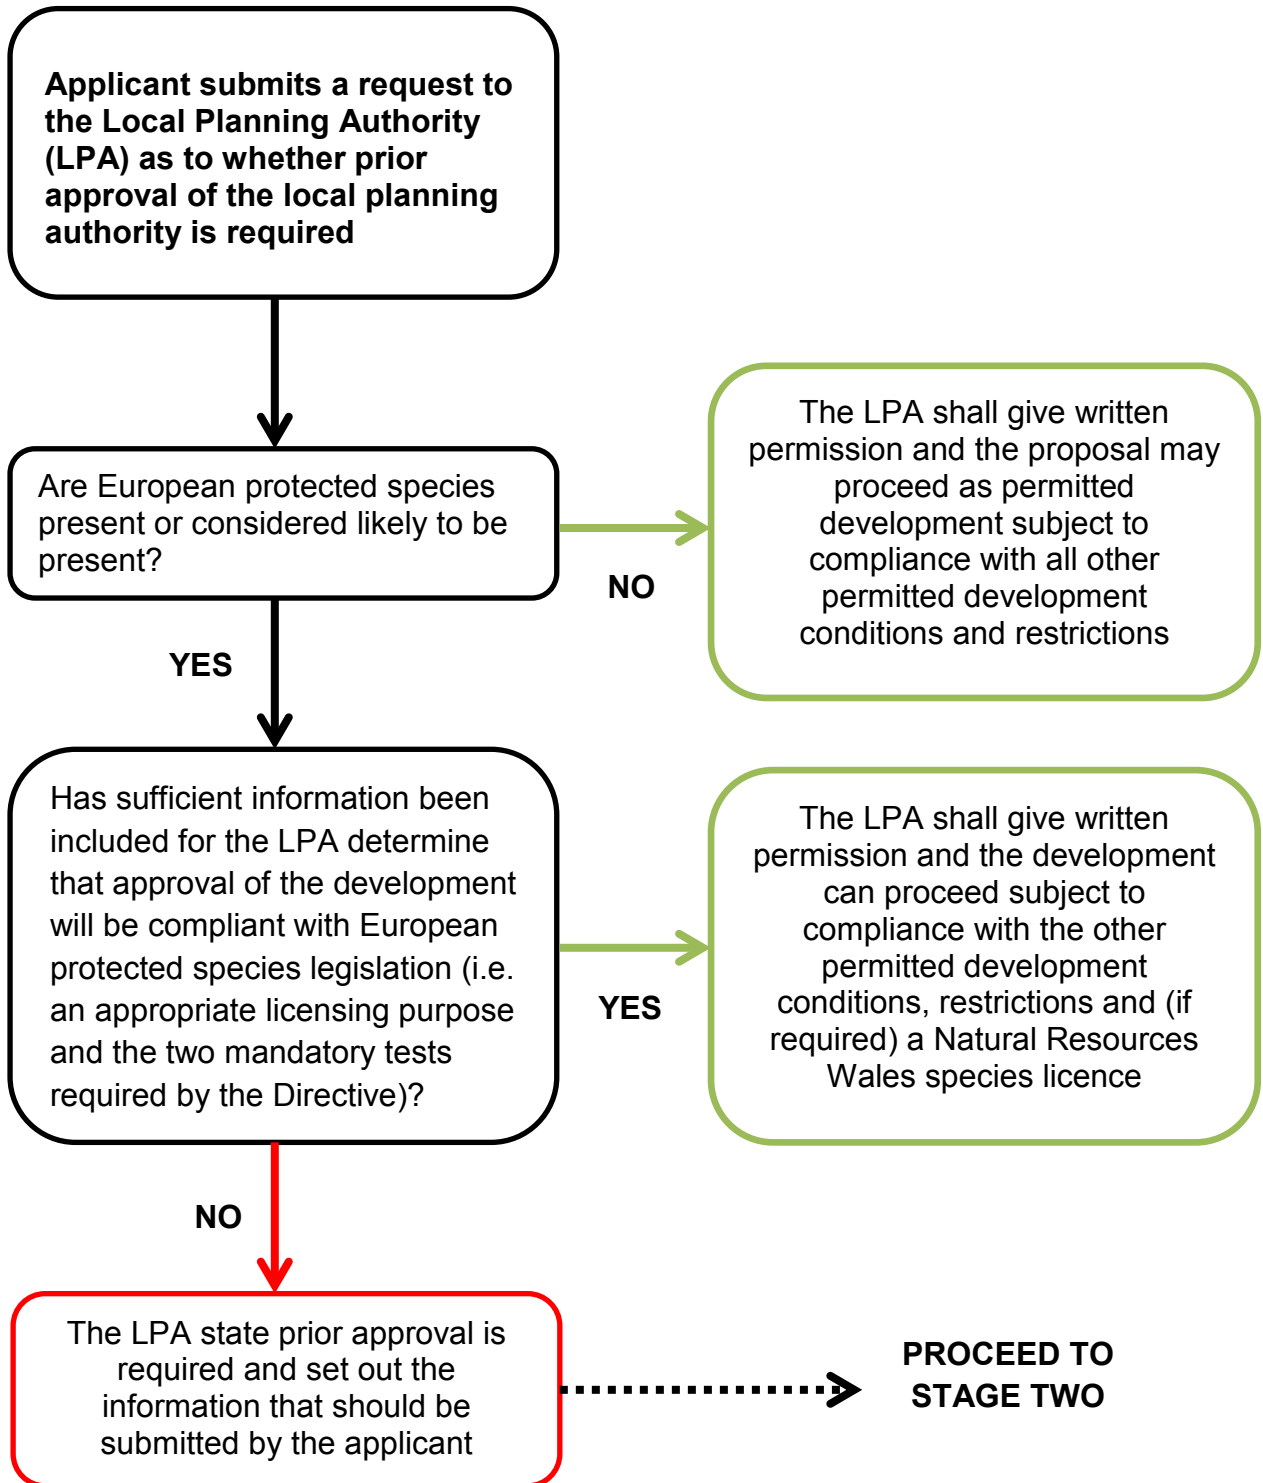 Applicant submits a request to
the Local Planning Authority
(LPA) as to whether prior
approval of the local planning
authority is required
Are European protected species
present or considered likely to be
present?
NO
The LPA shall give written
permission and the proposal may
proceed as permitted
development subject to
compliance with all other
permitted development
conditions and restrictions
YES
Has sufficient information been
included for the LPA determine
that approval of the development
will be compliant with European
protected species legislation (i.e.
an appropriate licensing purpose
and the two mandatory tests
required by the Directive)?
YES
The LPA shall give written
permission and the development
can proceed subject to
compliance with the other
permitted development
conditions, restrictions and (if
required) a Natural Resources
Wales species licence
NO
The LPA state prior approval is
required and set out the
information that should be
submitted by the applicant
PROCEED TO
STAGE TWO